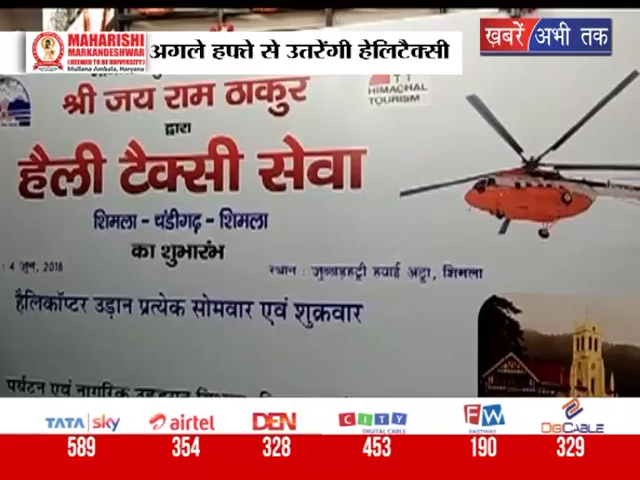 MAHARISHI
MARKANDESHWAR
(DEEMED TO BE UNIVERSITY)
Mullana-Ambala, Haryana
अगले हफ्ते से उतरेंगी हेलिटैक्सी
ख़बरें अभी तक
श्री जय राम ठाकुर
HIMACHAL
TOURISM
द्वारा
हैली टैक्सी सेवा
शिमला - चंडीगढ़ - शिमला
का शुभारंभ
: 4 जून, 2018
स्थान : जुब्बड़हट्टी हवाई अड्डा, शिमला
हैलिकॉप्टर उड़ान प्रत्येक सोमवार एवं शुक्रवार
पर्यटन एवं नागरिक
TATA sky
airtel
DEN
CITY
DIGITAL CABLE
FW
FASTWAY
DIGICABLE
589 354 328 453 190 329